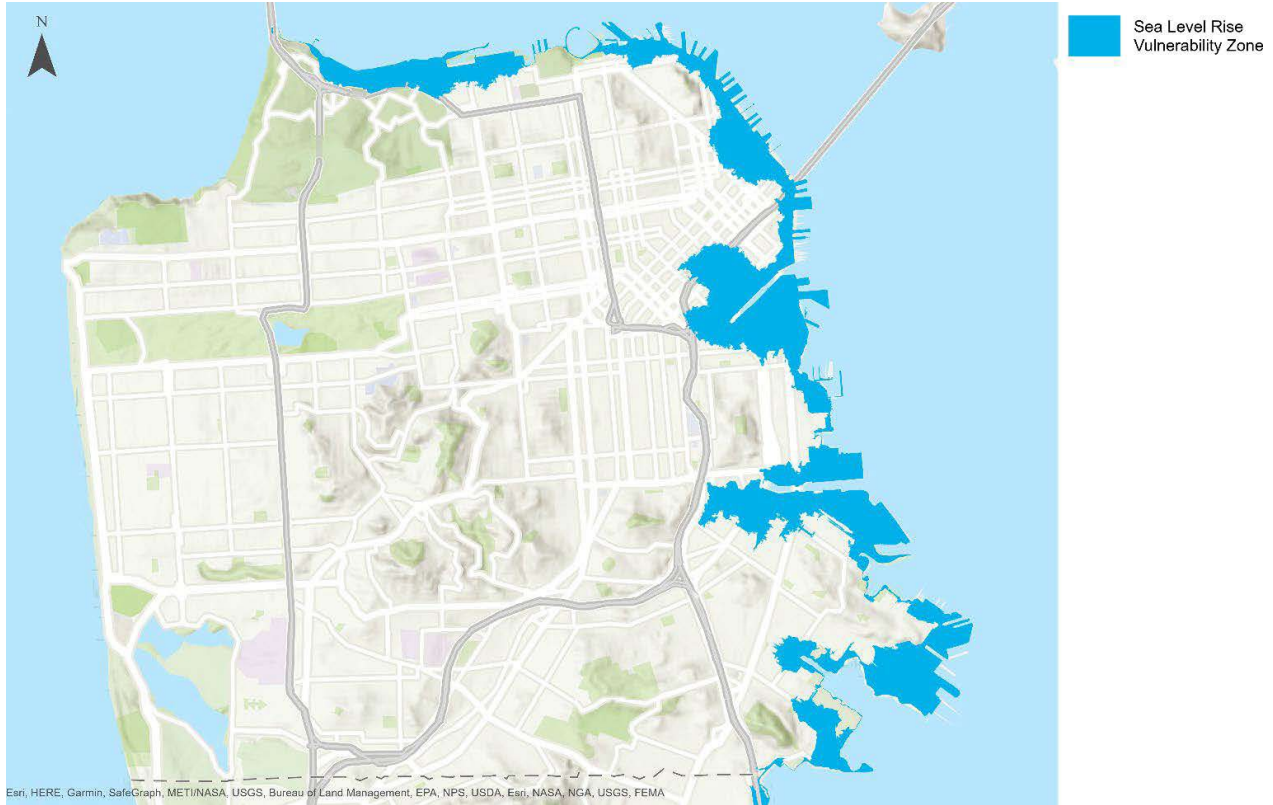 N
Sea Level Rise
Vulnerability Zone
Esri, HERE, Garmin, SafeGraph, METI/NASA, USGS, Bureau of Land Management, EPA, NPS, USDA, Esri, NASA, NGA, USGS, FEMA